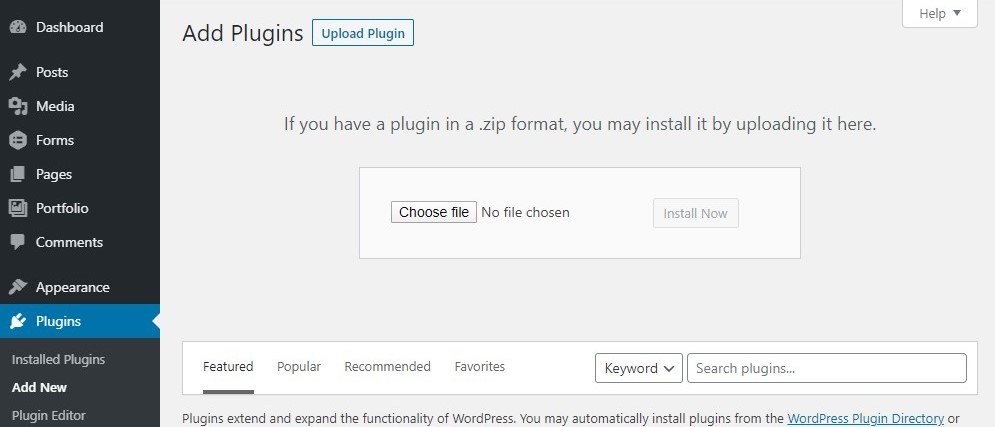 Dashboard
Posts
Media
Forms
Pages
Portfolio
Comments
Appearance
Plugins
Installed Plugins
Add New
Plugin Editor
Help
Add Plugins Upload Plugin
If you have a plugin in a .zip format, you may install it by uploading it here.
Choose file No file chosen Install Now
Featured Popular Recommended Favorites Keyword Search plugins...
Plugins extend and expand the functionality of WordPress. You may automatically install plugins from the WordPress Plugin Directory or